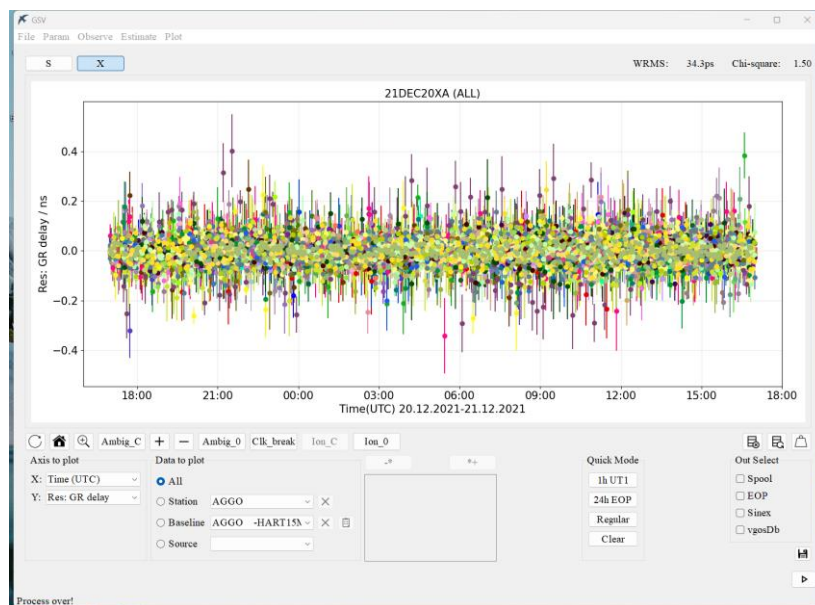 GSV
File Param Observe Estimate Plot
S X WRMS: 34.3ps Chi-square: 1.50
21DEC20XA (ALL)
Res: GR delay / ns
0.4
0.2
0.0
−0.2
−0.4
18:00 21:00 00:00 03:00 06:00 09:00 12:00 15:00 18:00
Time(UTC) 20.12.2021-21.12.2021
Ambig_C + − Ambig_0 Clk_break Ion_C Ion_0
Axis to plot Data to plot -* *+ Quick Mode Out Select
X: Time (UTC) All 1h UT1 Spool
Y: Res: GR delay Station AGGO 24h EOP EOP
Baseline AGGO -HART15M Regular Sinex
Source Clear vgosDb
Process over!